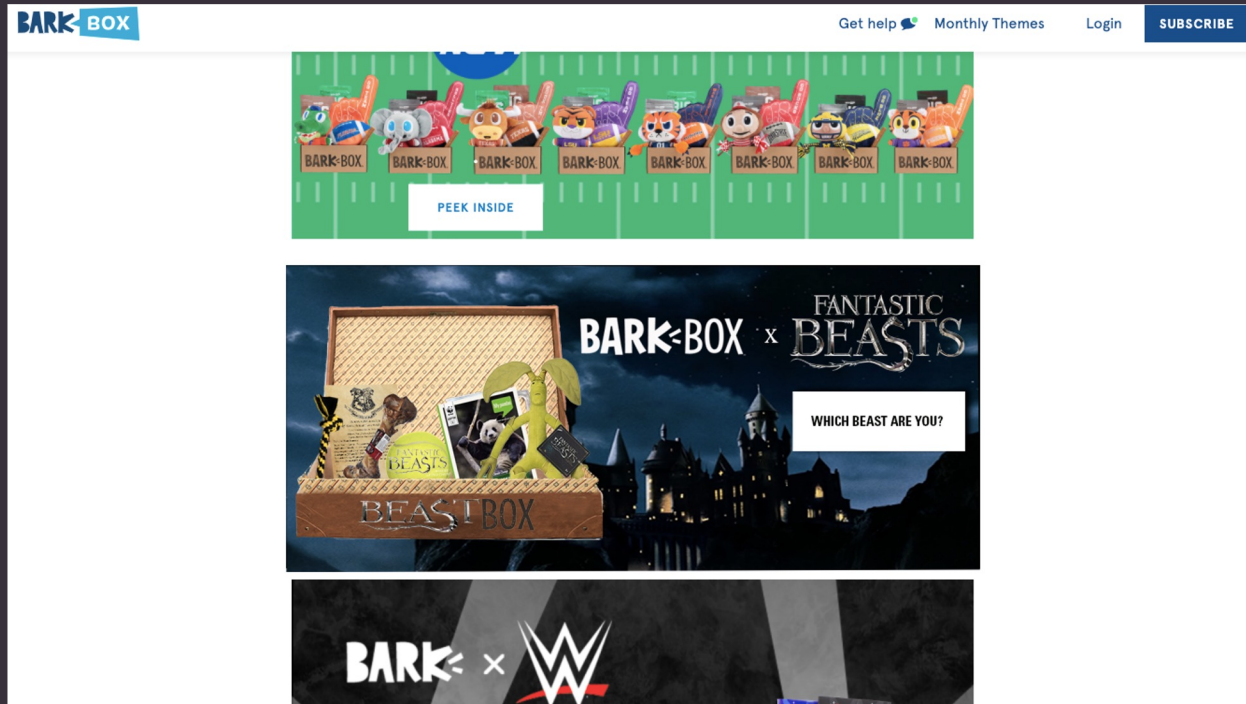 BARK BOX
Get help
Monthly Themes
Login
SUBSCRIBE
BARK BOX
BARK BOX
BARK BOX
BARK BOX
BARK BOX
BARK BOX
BARK BOX
BARK BOX
PEEK INSIDE
BARK BOX x FANTASTIC BEASTS
WHICH BEAST ARE YOU?
FANTASTIC
BEASTS
WWF
BEAST BOX
BARK × W